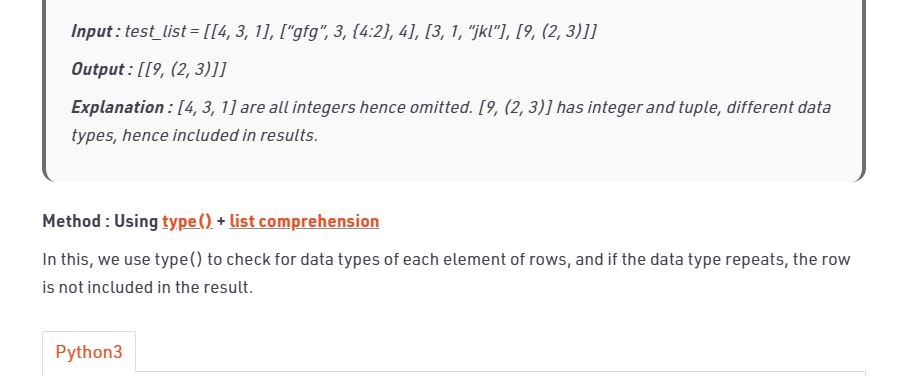 Input : test_list = [[4, 3, 1], [“gfg”, 3, {4:2}, 4], [3, 1, “jkl”], [9, (2, 3)]]
Output : [[9, (2, 3)]]
Explanation : [4, 3, 1] are all integers hence omitted. [9, (2, 3)] has integer and tuple, different data
types, hence included in results.
Method : Using type() + list comprehension
In this, we use type() to check for data types of each element of rows, and if the data type repeats, the row
is not included in the result.
Python3